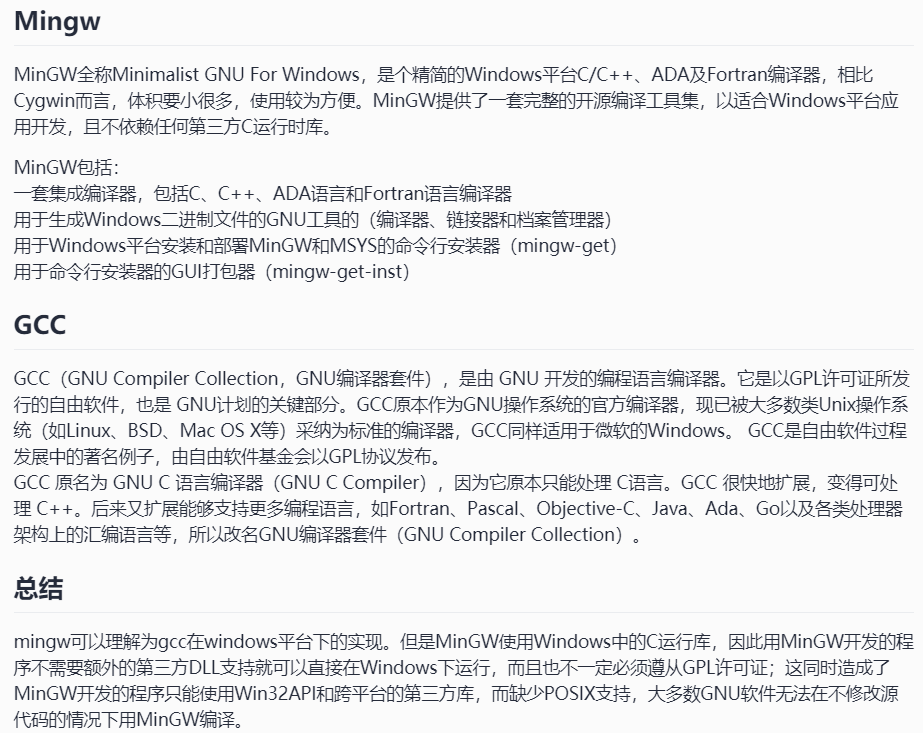 Mingw
MinGW全称Minimalist GNU For Windows，是个精简的Windows平台C/C++、ADA及Fortran编译器，相比
Cygwin而言，体积要小很多，使用较为方便。MinGW提供了一套完整的开源编译工具集，以适合Windows平台应
用开发，且不依赖任何第三方C运行时库。
MinGW包括：
一套集成编译器，包括C、C++、ADA语言和Fortran语言编译器
用于生成Windows二进制文件的GNU工具的（编译器、链接器和档案管理器）
用于Windows平台安装和部署MinGW和MSYS的命令行安装器（mingw-get）
用于命令行安装器的GUI打包器（mingw-get-inst）
GCC
GCC（GNU Compiler Collection，GNU编译器套件），是由 GNU 开发的编程语言编译器。它是以GPL许可证所发
行的自由软件，也是 GNU计划的关键部分。GCC原本作为GNU操作系统的官方编译器，现已被大多数类Unix操作系
统（如Linux、BSD、Mac OS X等）采纳为标准的编译器，GCC同样适用于微软的Windows。 GCC是自由软件过程
发展中的著名例子，由自由软件基金会以GPL协议发布。
GCC 原名为 GNU C 语言编译器（GNU C Compiler），因为它原本只能处理 C语言。GCC 很快地扩展，变得可处
理 C++。后来又扩展能够支持更多编程语言，如Fortran、Pascal、Objective-C、Java、Ada、Go以及各类处理器
架构上的汇编语言等，所以改名GNU编译器套件（GNU Compiler Collection）。
总结
mingw可以理解为gcc在windows平台下的实现。但是MinGW使用Windows中的C运行库，因此用MinGW开发的程
序不需要额外的第三方DLL支持就可以直接在Windows下运行，而且也不一定必须遵从GPL许可证；这同时造成了
MinGW开发的程序只能使用Win32API和跨平台的第三方库，而缺少POSIX支持，大多数GNU软件无法在不修改源
代码的情况下用MinGW编译。